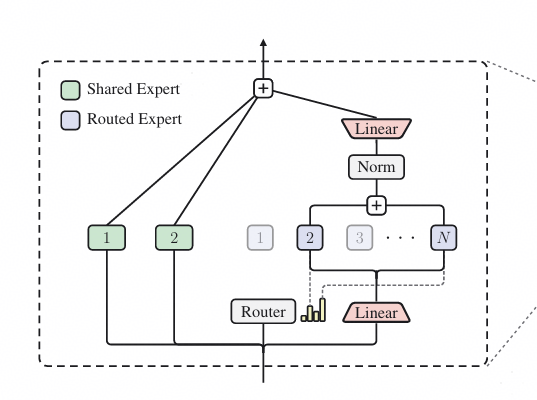 Shared Expert
Routed Expert
Linear
Norm
1 2 1 2 3 · · · N
Router Linear